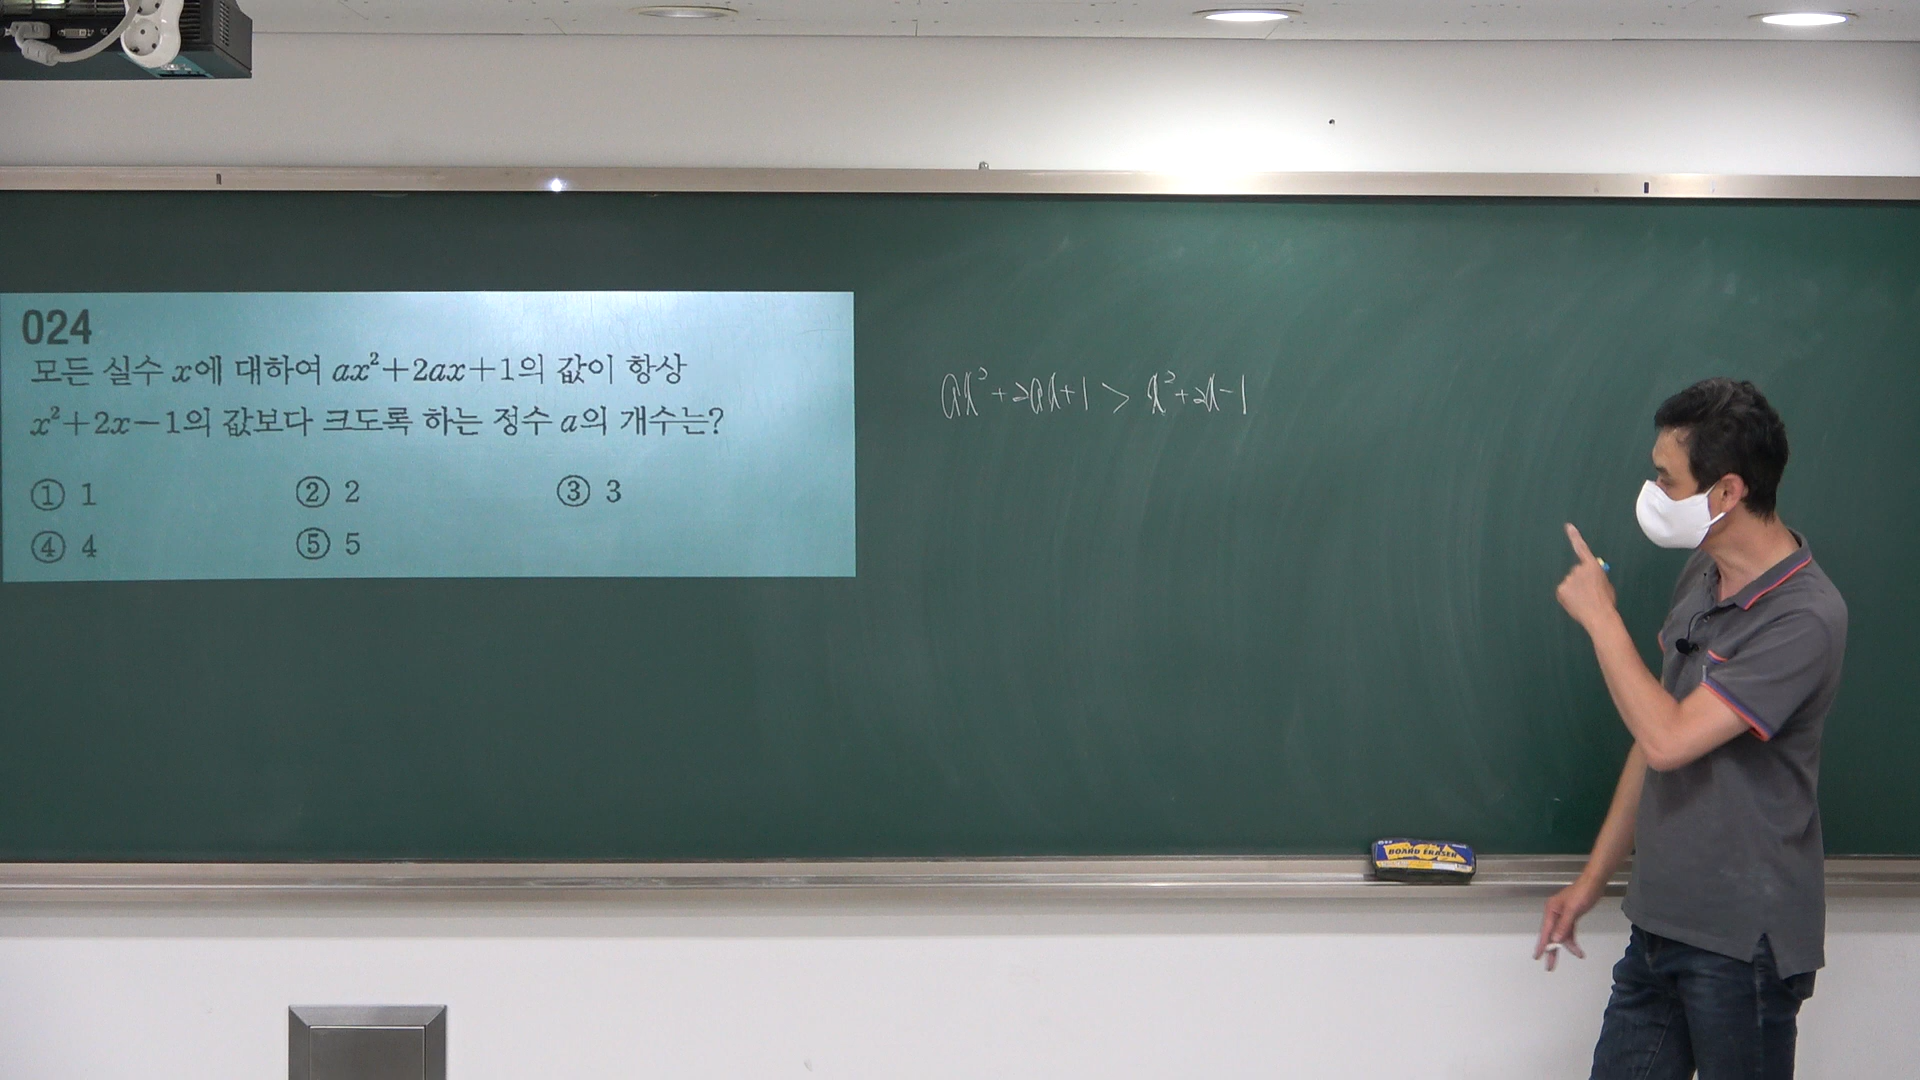 024
모든 실수 x에 대하여 ax²+2ax+1의 값이 항상
x²+2x−1의 값보다 크도록 하는 정수 a의 개수는?
① 1 ② 2 ③ 3
④ 4 ⑤ 5
ax²+2ax+1 > x²+2x-1
BOARD ERASER